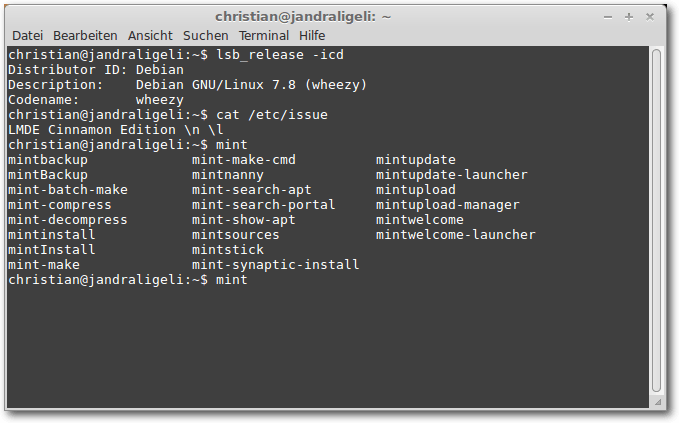 christian@jandraligeli: ~
Datei Bearbeiten Ansicht Suchen Terminal Hilfe
christian@jandraligeli:~$ lsb_release -icd
Distributor ID: Debian
Description:    Debian GNU/Linux 7.8 (wheezy)
Codename:       wheezy
christian@jandraligeli:~$ cat /etc/issue
LMDE Cinnamon Edition \n \l
christian@jandraligeli:~$ mint
mintbackup             mint-make-cmd          mintupdate
mintBackup             mintnanny              mintupdate-launcher
mint-batch-make        mint-search-apt        mintupload
mint-compress          mint-search-portal     mintupload-manager
mint-decompress        mint-show-apt          mintwelcome
mintinstall            mintsources            mintwelcome-launcher
mintInstall            mintstick
mint-make              mint-synaptic-install
christian@jandraligeli:~$ mint